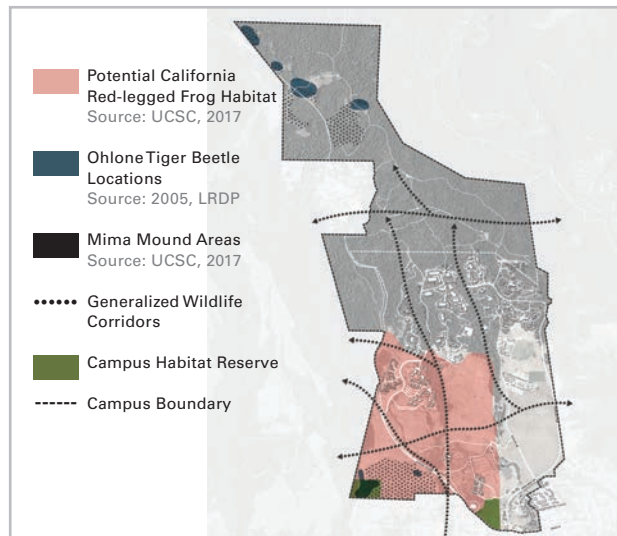 Potential California
Red-legged Frog Habitat
Source: UCSC, 2017
Ohlone Tiger Beetle
Locations
Source: 2005, LRDP
Mima Mound Areas
Source: UCSC, 2017
Generalized Wildlife
Corridors
Campus Habitat Reserve
Campus Boundary